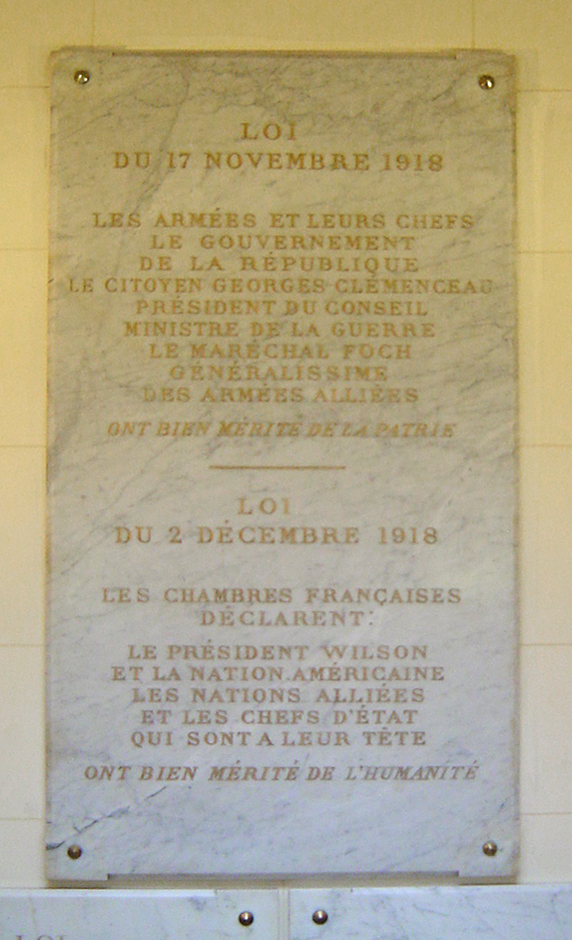 LOI
DU 17 NOVEMBRE 1918
LES ARMÉES ET LEURS CHEFS
LE GOUVERNEMENT
DE LA RÉPUBLIQUE
LE CITOYEN GEORGES CLÉMENCEAU
PRÉSIDENT DU CONSEIL
MINISTRE DE LA GUERRE
LE MARÉCHAL FOCH
GÉNÉRALISSIME
DES ARMÉES ALLIÉES
ONT BIEN MÉRITÉ DE LA PATRIE
LOI
DU 2 DÉCEMBRE 1918
LES CHAMBRES FRANÇAISES
DÉCLARENT:
LE PRÉSIDENT WILSON
ET LA NATION AMÉRICAINE
LES NATIONS ALLIÉES
ET LES CHEFS D'ÉTAT
QUI SONT A LEUR TÊTE
ONT BIEN MÉRITÉ DE L'HUMANITÉ
LOI